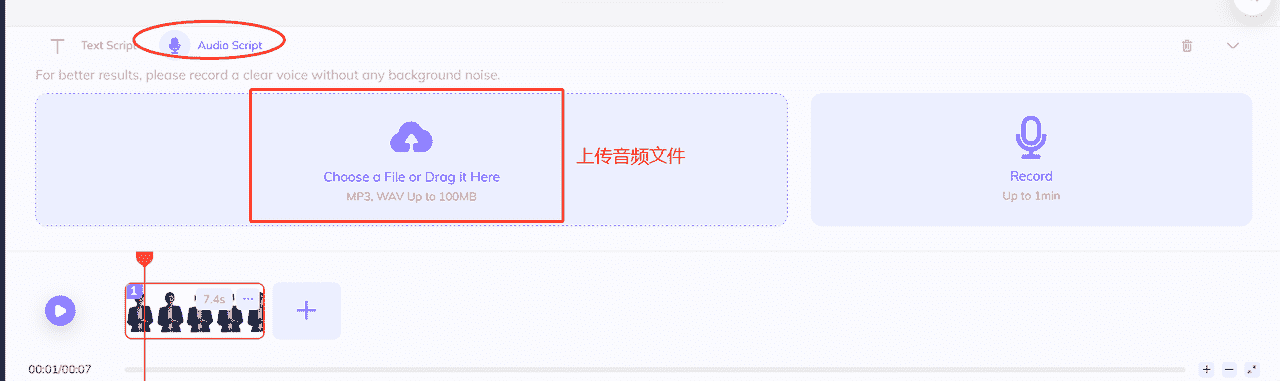 Text Script
Audio Script
For better results, please record a clear voice without any background noise.
Choose a File or Drag it Here
MP3, WAV Up to 100MB
上传音频文件
Record
Up to 1min
1
7.4s
00:01/00:07